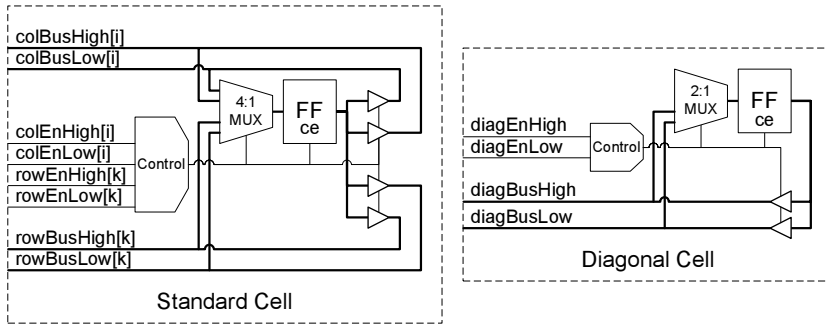 colBusHigh[i]
colBusLow[i]
4:1
MUX
FF
ce
colEnHigh[i]
colEnLow[i]
rowEnHigh[k]
rowEnLow[k]
Control
rowBusHigh[k]
rowBusLow[k]
Standard Cell
2:1
MUX
FF
ce
diagEnHigh
diagEnLow
Control
diagBusHigh
diagBusLow
Diagonal Cell